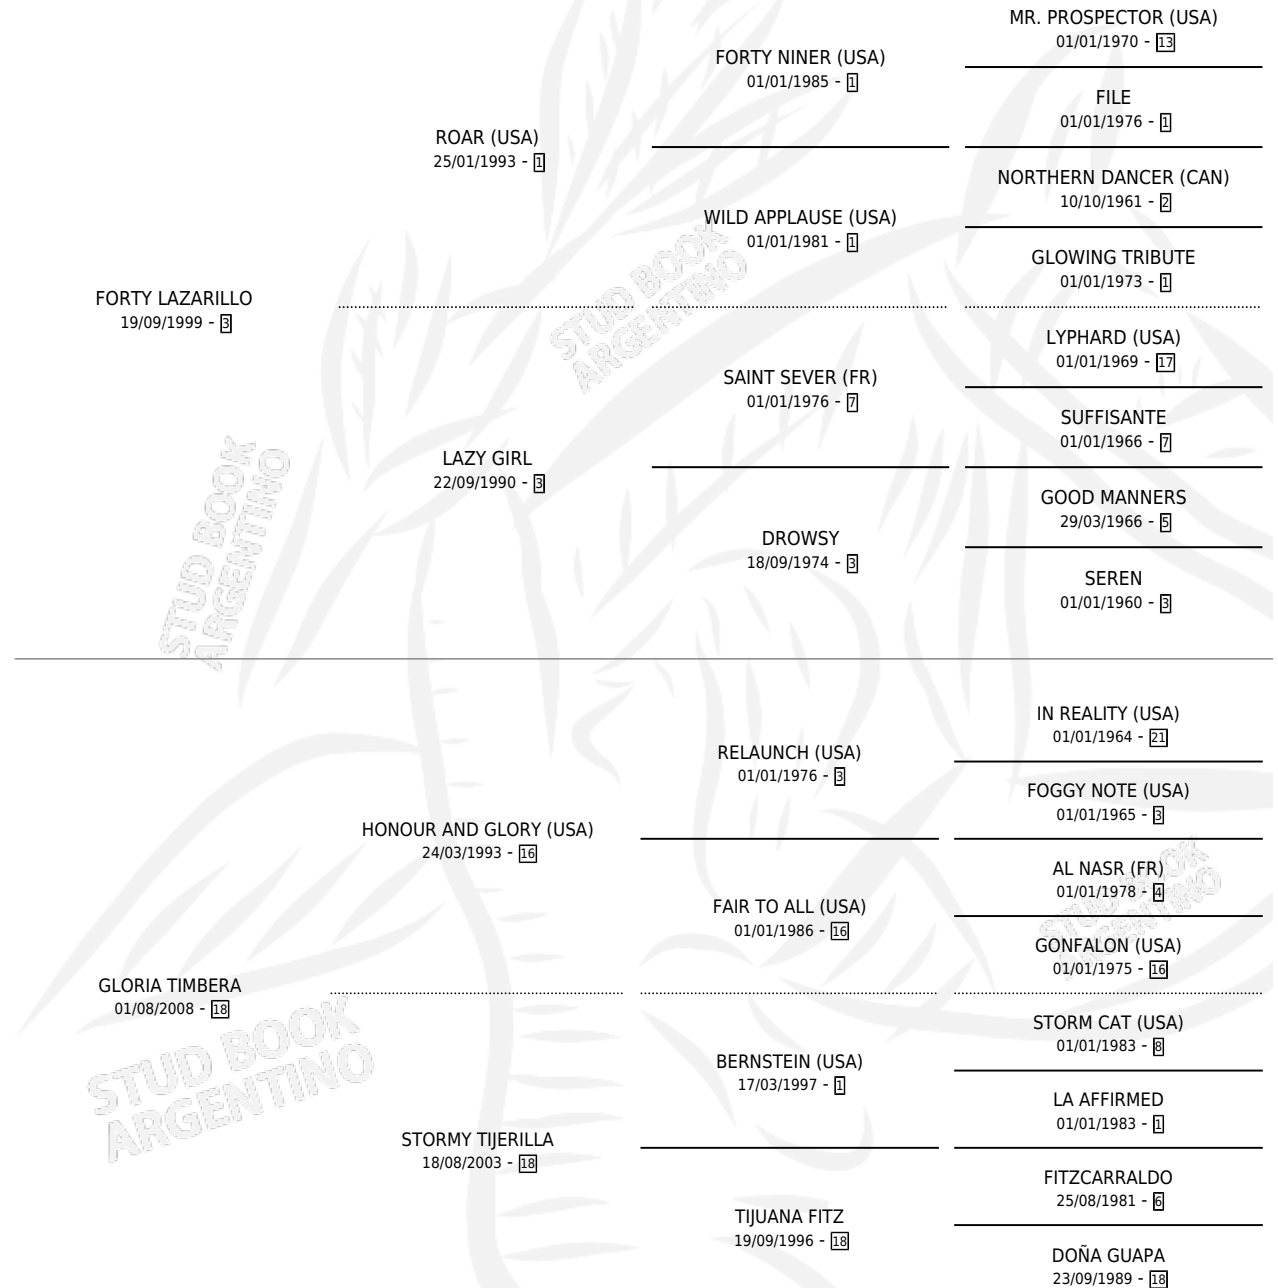 MR. PROSPECTOR (USA)
01/01/1970 - 13
FORTY NINER (USA)
01/01/1985 - 1
FILE
01/01/1976 - 1
ROAR (USA)
25/01/1993 - 1
NORTHERN DANCER (CAN)
10/10/1961 - 2
WILD APPLAUSE (USA)
01/01/1981 - 1
GLOWING TRIBUTE
01/01/1973 - 1
FORTY LAZARILLO
19/09/1999 - 3
STUD BOOK
ARGENTINO
LYPHARD (USA)
01/01/1969 - 17
SAINT SEVER (FR)
01/01/1976 - 7
SUFFISANTE
01/01/1966 - 7
LAZY GIRL
22/09/1990 - 3
GOOD MANNERS
29/03/1966 - 5
DROWSY
18/09/1974 - 3
SEREN
01/01/1960 - 3
STUD BOOK
ARGENTINO
IN REALITY (USA)
01/01/1964 - 21
RELAUNCH (USA)
01/01/1976 - 3
FOGGY NOTE (USA)
01/01/1965 - 3
HONOUR AND GLORY (USA)
24/03/1993 - 16
AL NASR (FR)
01/01/1978 - 4
FAIR TO ALL (USA)
01/01/1986 - 16
GONFALON (USA)
01/01/1975 - 16
STUD BOOK
ARGENTINO
GLORIA TIMBERA
01/08/2008 - 18
STORM CAT (USA)
01/01/1983 - 8
BERNSTEIN (USA)
17/03/1997 - 1
LA AFFIRMED
01/01/1983 - 1
STUD BOOK
ARGENTINO
STORMY TIJERILLA
18/08/2003 - 18
FITZCARRALDO
25/08/1981 - 6
TIJUANA FITZ
19/09/1996 - 18
DOÑA GUAPA
23/09/1989 - 18